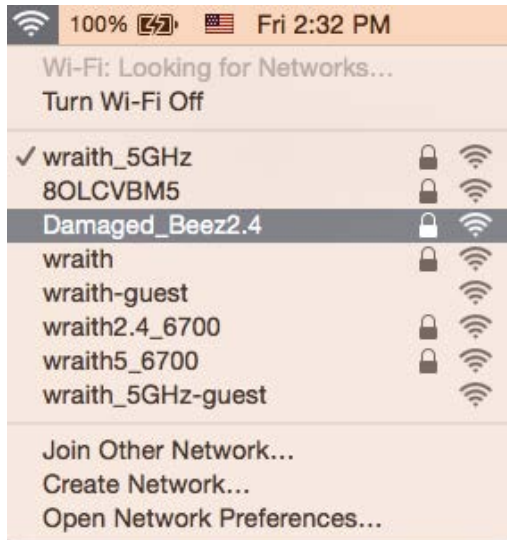 100% Fri 2:32 PM
Wi-Fi: Looking for Networks...
Turn Wi-Fi Off
wraith_5GHz
8OLCVBM5
Damaged_Beez2.4
wraith
wraith-guest
wraith2.4_6700
wraith5_6700
wraith_5GHz-guest
Join Other Network...
Create Network...
Open Network Preferences...